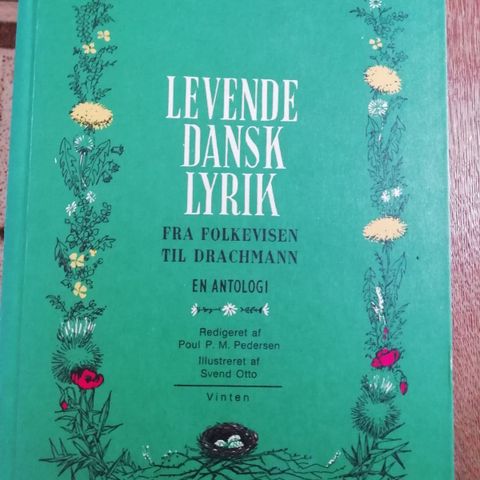 LEVENDE
DANSK
LYRIK
FRA FOLKEVISEN
TIL DRACHMANN
EN ANTOLOGI
Redigeret af
Poul P. M. Pedersen
Illustreret af
Svend Otto
Vinten